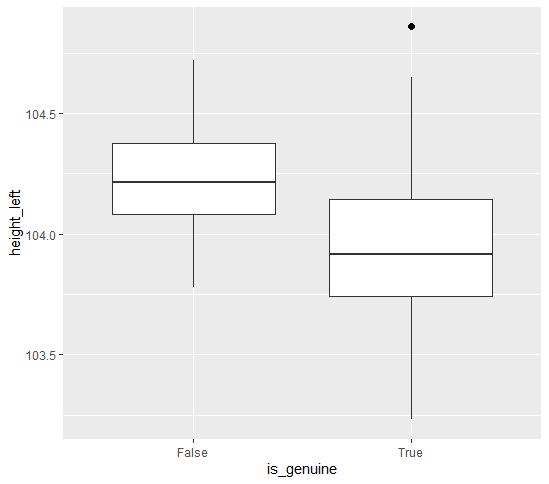 height_left
104.5
104.0
103.5
False
True
is_genuine